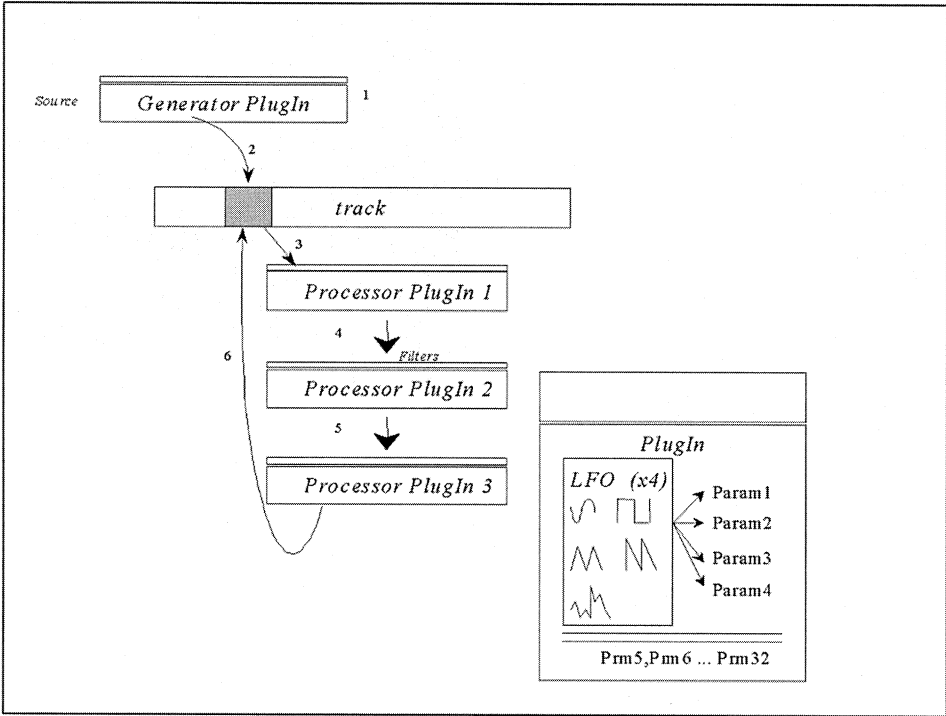 Source
Generator PlugIn
1
2
track
3
Processor PlugIn 1
4
Filters
6
Processor PlugIn 2
5
Processor PlugIn 3
PlugIn
LFO (x4)
Param1
Param2
Param3
Param4
Prm5,Prm6 ... Prm32